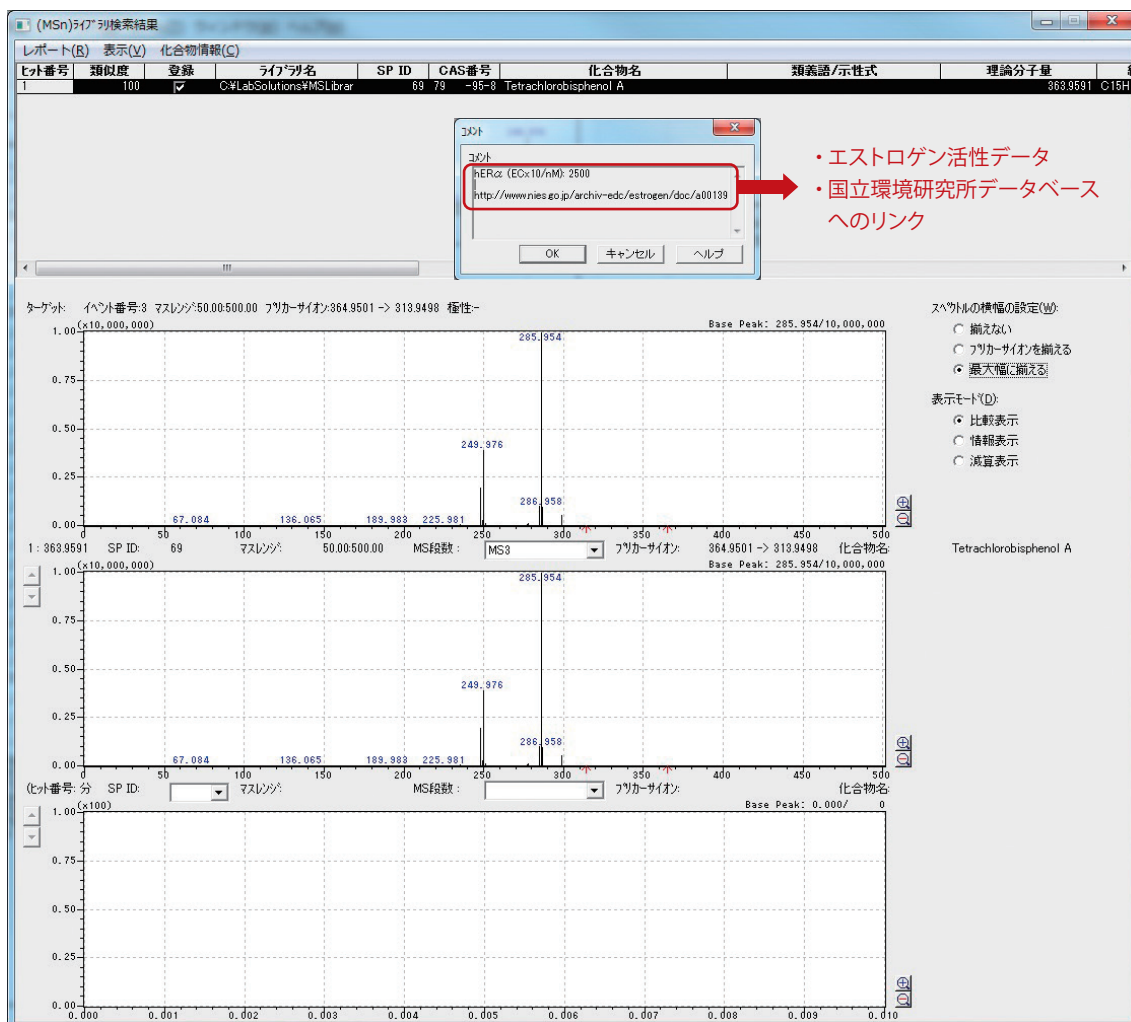 (MSn)ライブラリ検索結果
レポート(R) 表示(V) 化合物情報(C)
ヒット番号 類似度 登録 ライブラリ名 SP ID CAS番号 化合物名 類義語/示性式 理論分子量
1 100 C:¥LabSolutions¥MSLibrar 69 79 -95-8 Tetrachlorobisphenol A 363.9591 C15H
コメント
コメント
hERα (EC×10/nM): 2500
http://www.nies.go.jp/archiv-edc/estrogen/doc/a00139
OK キャンセル ヘルプ
・エストロゲン活性データ
・国立環境研究所データベース
へのリンク
ターゲット: イベント番号:3 マスレンジ:50.00:500.00 プリカーサイオン:364.9501 -> 313.9498 極性:-
(x10,000,000) Base Peak: 285.954/10,000,000
1.00
285.954
0.75
0.50
249.976
0.25
286.958
67.084 136.065 189.983 225.981
0.00
0 50 100 150 200 250 300 350 400 450 500
スペクトルの横幅の設定(W):
揃えない
プリカーサイオンを揃える
最大幅に揃える
表示モード(D):
比較表示
情報表示
減算表示
1 : 363.9591 SP ID: 69 マスレンジ: 50.00:500.00 MS段数: MS3 プリカーサイオン: 364.9501 -> 313.9498 化合物名: Tetrachlorobisphenol A
(x10,000,000) Base Peak: 285.954/10,000,000
1.00
285.954
0.75
0.50
249.976
0.25
286.958
67.084 136.065 189.983 225.981
0.00
0 50 100 150 200 250 300 350 400 450 500
(ヒット番号: 分 SP ID: マスレンジ: MS段数: プリカーサイオン: 化合物名:
(x100) Base Peak: 0.000/ 0
1.00
0.75
0.50
0.25
0.00
0.000 0.001 0.002 0.003 0.004 0.005 0.006 0.007 0.008 0.009 0.010